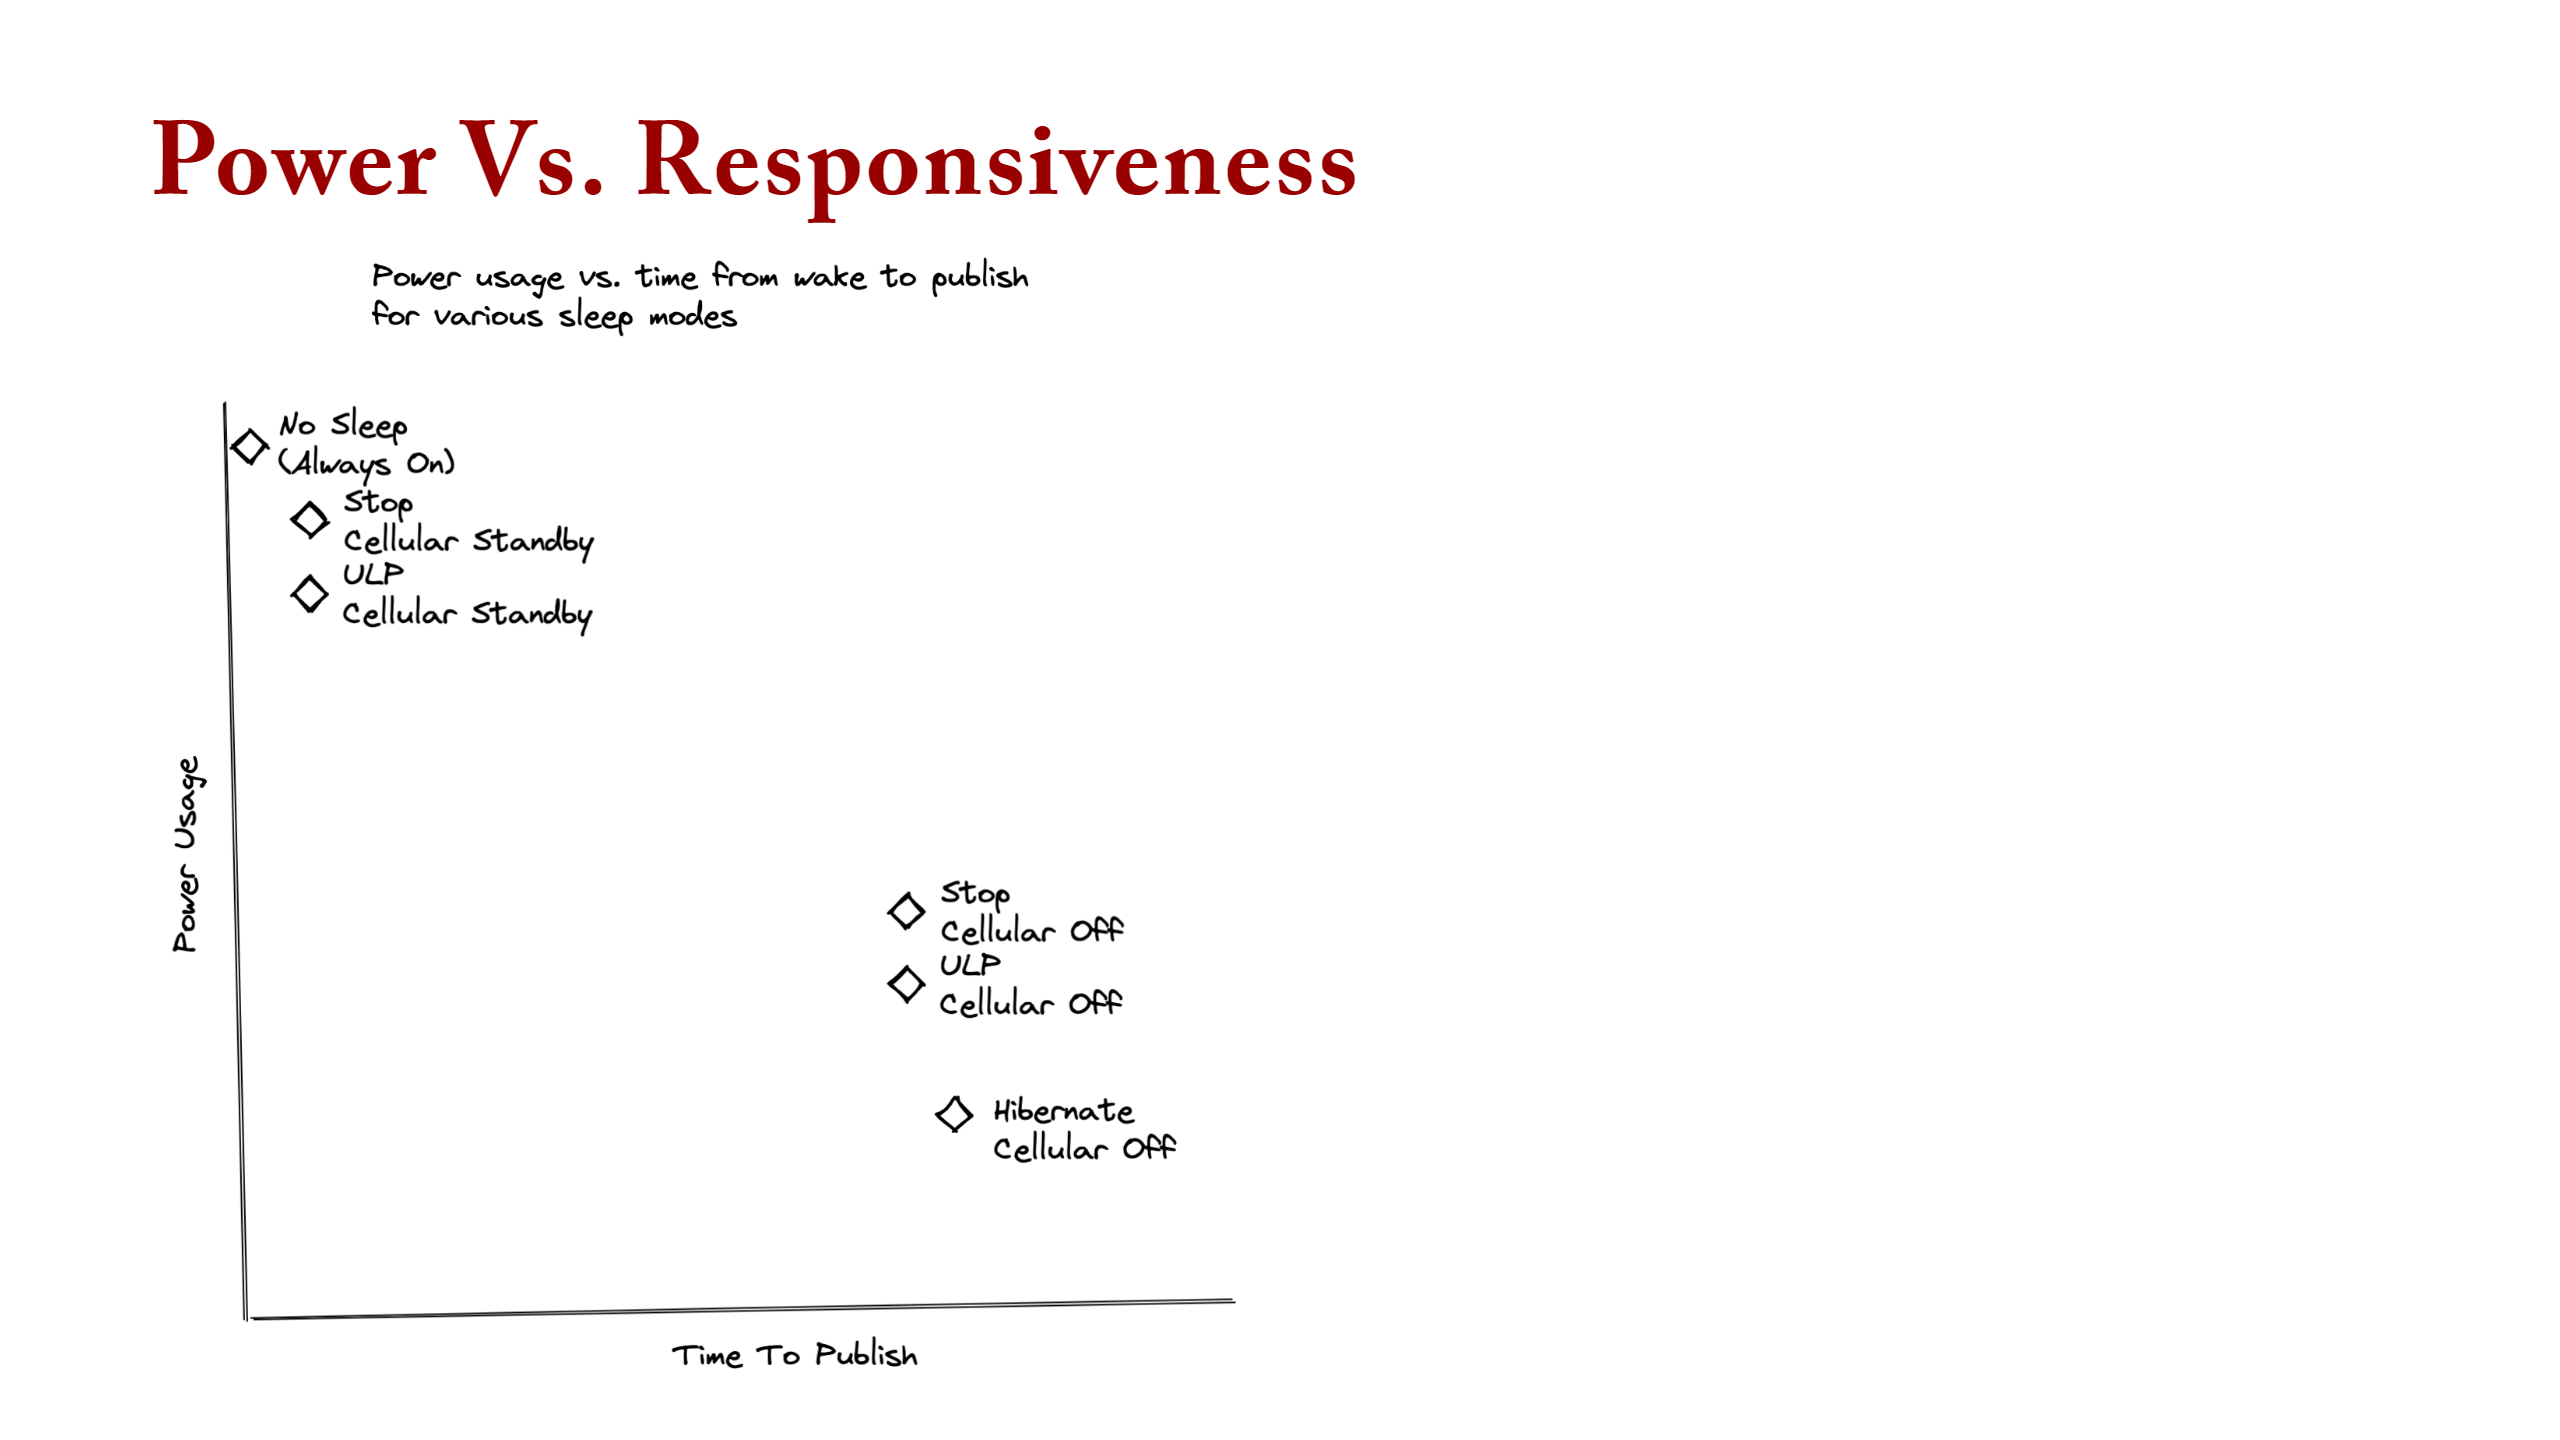 Power Vs. Responsiveness
Power usage vs. time from wake to publish
for various sleep modes
No Sleep
(Always On)
Stop
Cellular Standby
ULP
Cellular Standby
Power Usage
Stop
Cellular Off
ULP
Cellular Off
Hibernate
Cellular Off
Time To Publish